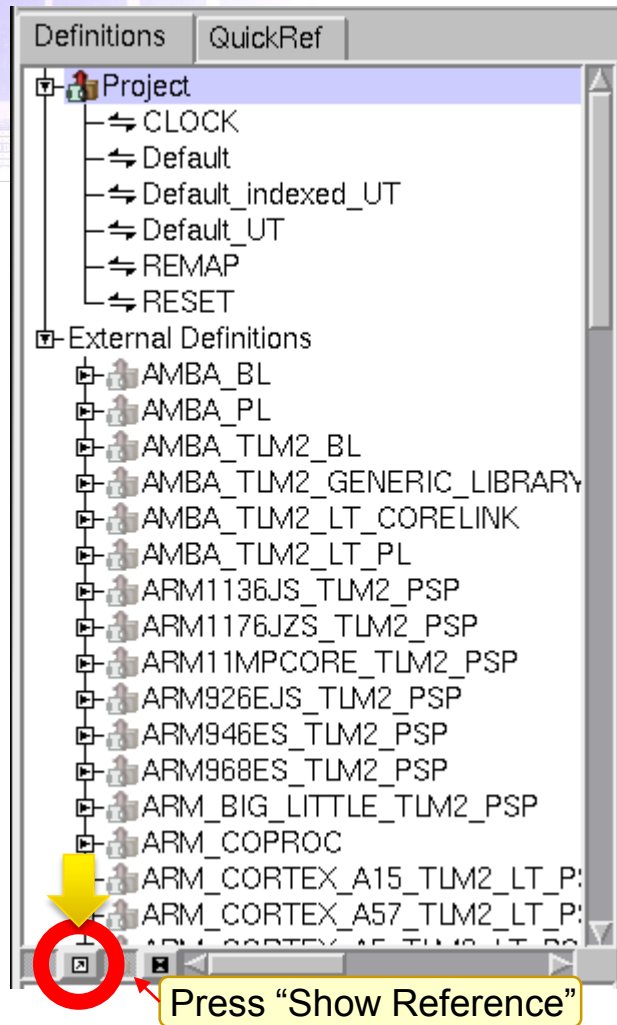 Definitions QuickRef
Project
CLOCK
Default
Default_indexed_UT
Default_UT
REMAP
RESET
External Definitions
AMBA_BL
AMBA_PL
AMBA_TLM2_BL
AMBA_TLM2_GENERIC_LIBRARY
AMBA_TLM2_LT_CORELINK
AMBA_TLM2_LT_PL
ARM1136JS_TLM2_PSP
ARM1176JZS_TLM2_PSP
ARM11MPCORE_TLM2_PSP
ARM926EJS_TLM2_PSP
ARM946ES_TLM2_PSP
ARM968ES_TLM2_PSP
ARM_BIG_LITTLE_TLM2_PSP
ARM_COPROC
ARM_CORTEX_A15_TLM2_LT_P
ARM_CORTEX_A57_TLM2_LT_P
Press “Show Reference”